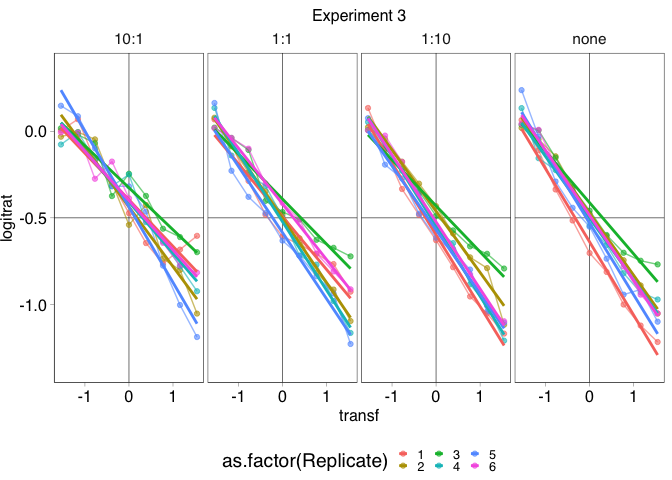 Experiment 3
10:1 1:1 1:10 none
0.0
-0.5
-1.0
logitrat
-1 0 1 -1 0 1 -1 0 1 -1 0 1
transf
as.factor(Replicate) 1 3 5
2 4 6